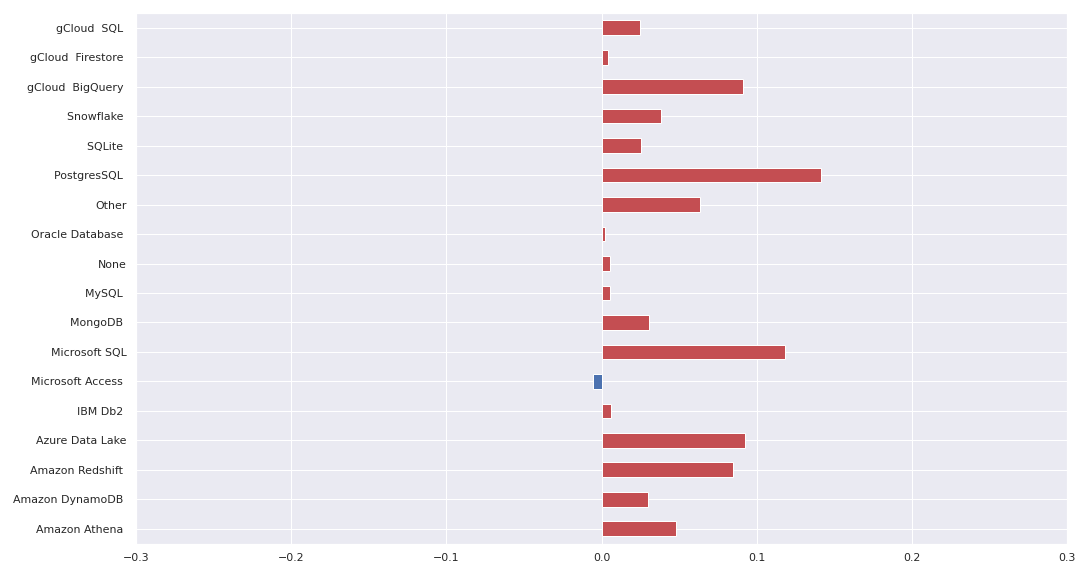 gCloud  SQL
gCloud  Firestore
gCloud  BigQuery
Snowflake
SQLite
PostgresSQL
Other
Oracle Database
None
MySQL
MongoDB
Microsoft SQL
Microsoft Access
IBM Db2
Azure Data Lake
Amazon Redshift
Amazon DynamoDB
Amazon Athena
−0.3 −0.2 −0.1 0.0 0.1 0.2 0.3